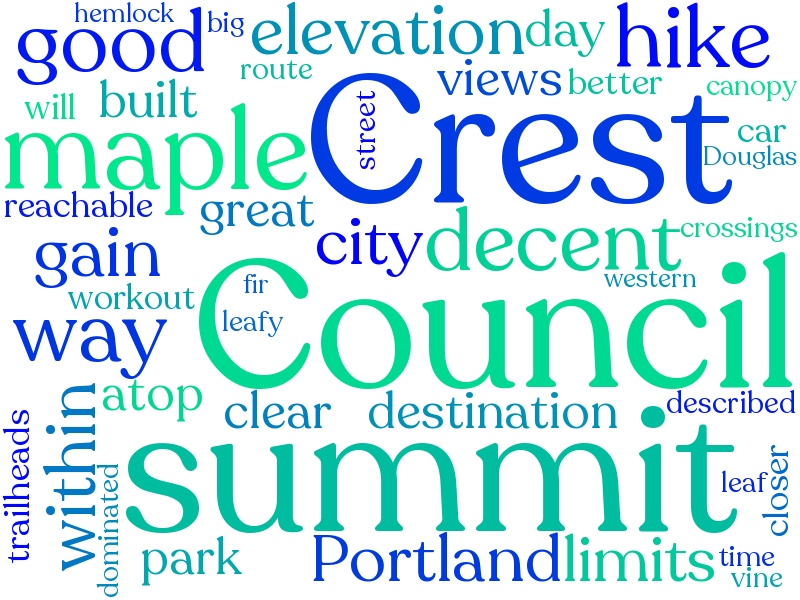 hemlock
big
good
elevation
day
hike
route
views
better
canopy
will
built
street
Crest
car
Douglas
maple
reachable
great
city
decent
crossings
gain
workout
fir
leafy
western
Council
way
atop
clear
destination
described
within
trailheads
dominated
summit
leaf
closer
park
Portland
limits
time
vine